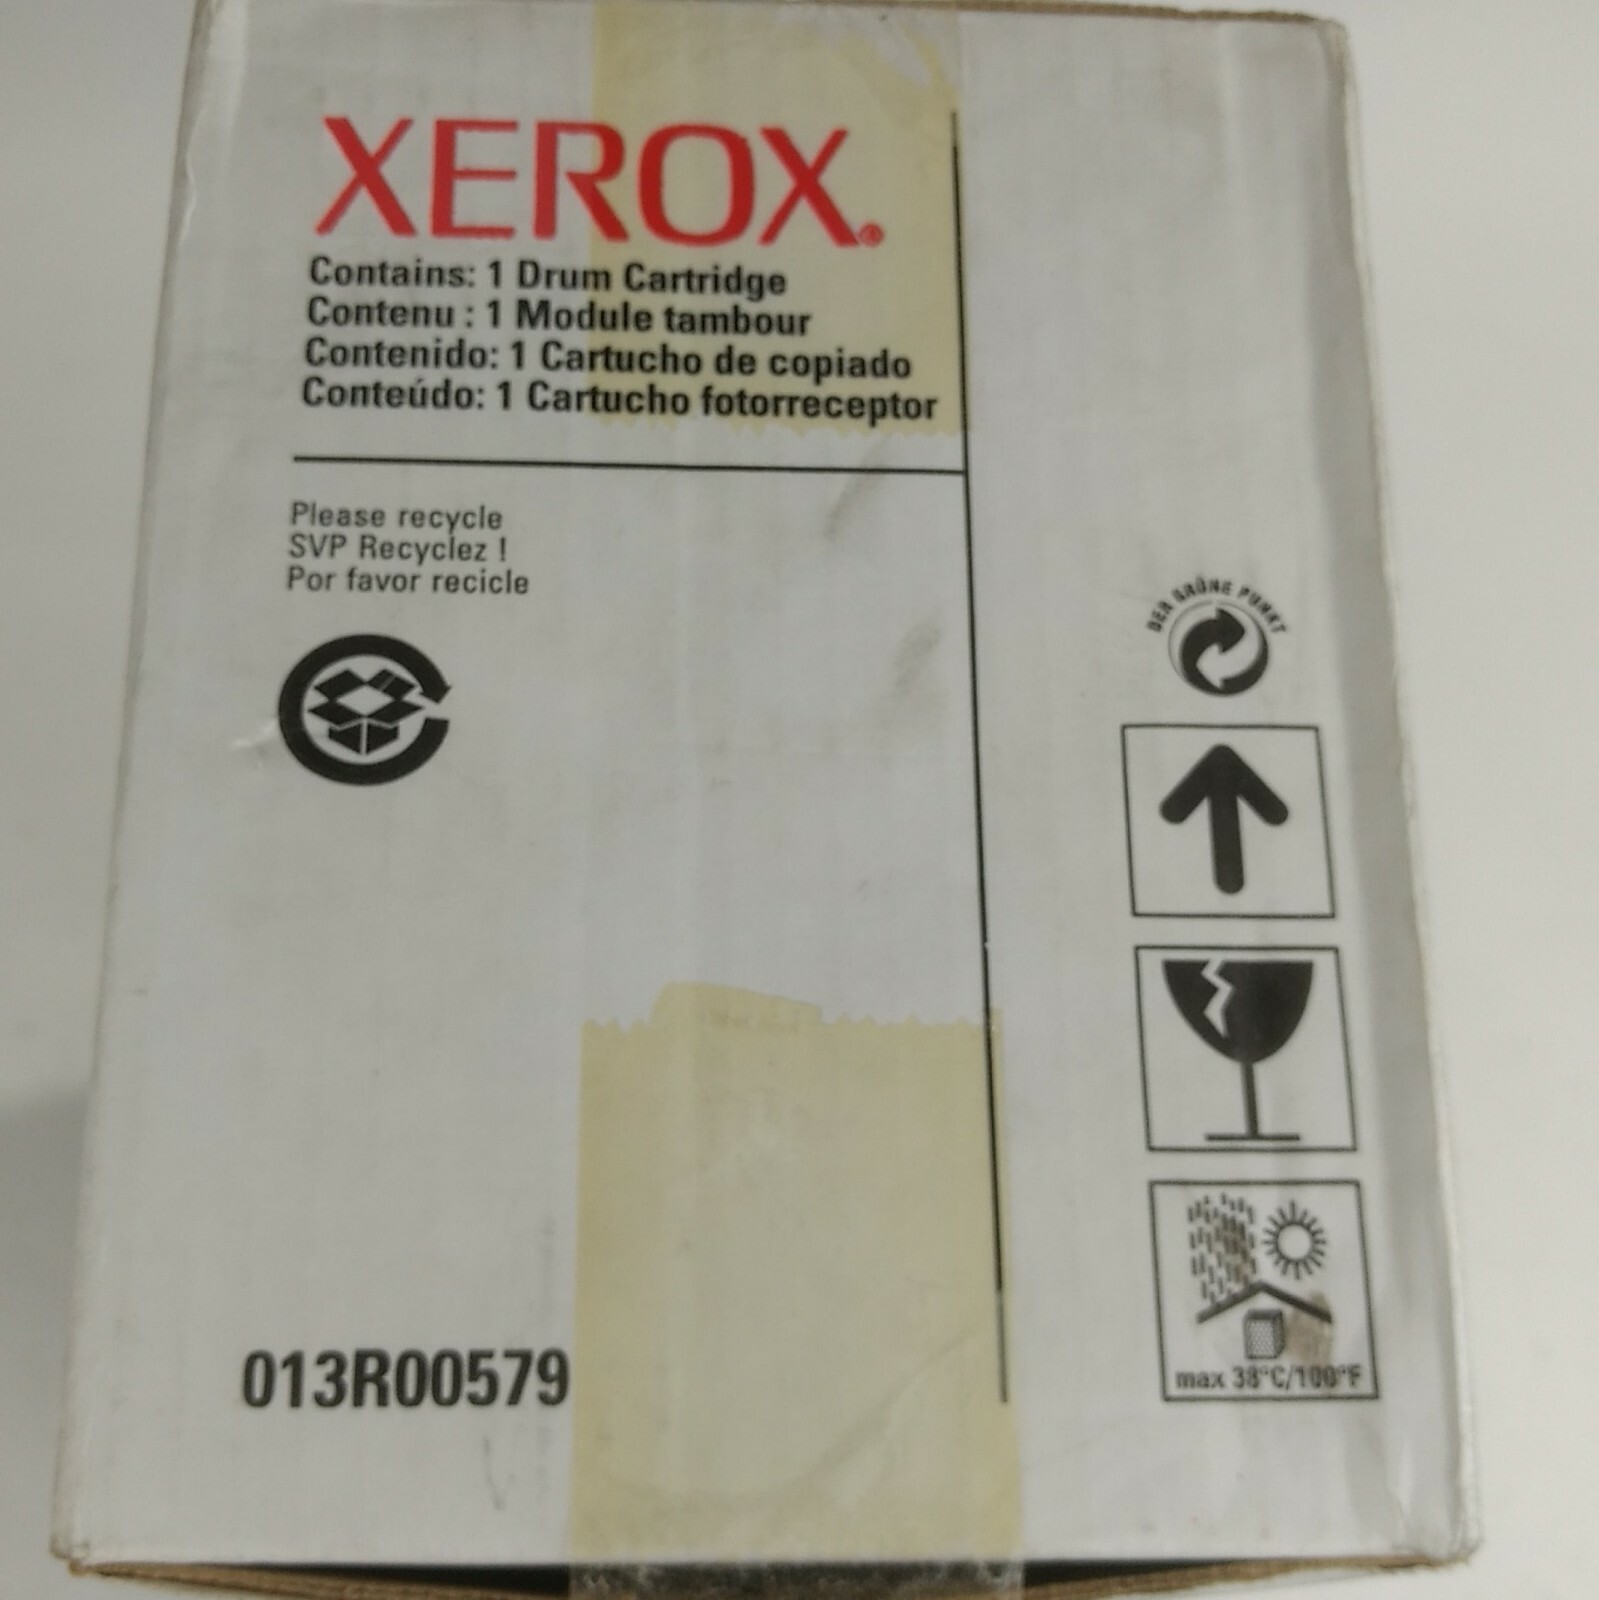 XEROX®
Contains: 1 Drum Cartridge
Contenu : 1 Module tambour
Contenido: 1 Cartucho de copiado
Conteúdo: 1 Cartucho fotorreceptor
Please recycle
SVP Recyclez !
Por favor recicle
DER GRÜNE PUNKT
max 38°C/100°F
013R00579